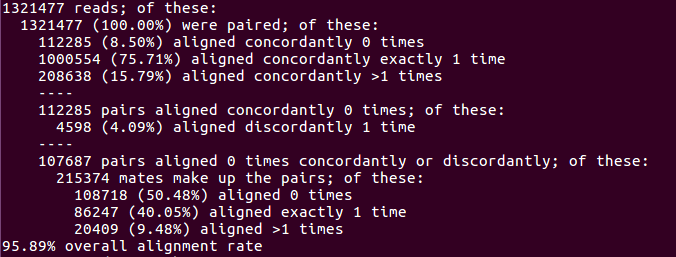 1321477 reads; of these:
1321477 (100.00%) were paired; of these:
112285 (8.50%) aligned concordantly 0 times
1000554 (75.71%) aligned concordantly exactly 1 time
208638 (15.79%) aligned concordantly >1 times
----
112285 pairs aligned concordantly 0 times; of these:
4598 (4.09%) aligned discordantly 1 time
----
107687 pairs aligned 0 times concordantly or discordantly; of these:
215374 mates make up the pairs; of these:
108718 (50.48%) aligned 0 times
86247 (40.05%) aligned exactly 1 time
20409 (9.48%) aligned >1 times
95.89% overall alignment rate